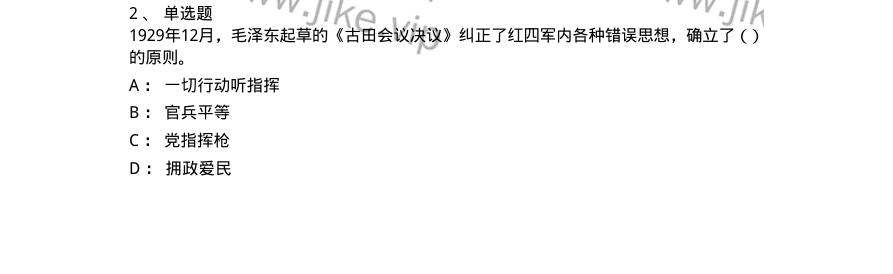 2 、 单选题
1929年12月，毛泽东起草的《古田会议决议》纠正了红四军内各种错误思想，确立了 ( )
的原则。
A ： 一切行动听指挥
B ： 官兵平等
C ： 党指挥枪
D ： 拥政爱民
www.jike.vip